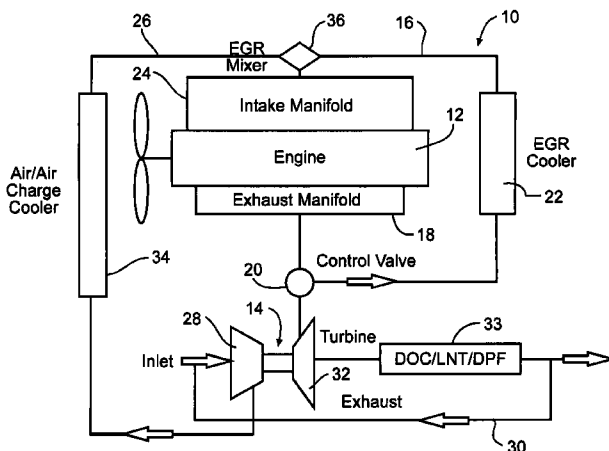 26
36
16
10
EGR
Mixer
24
Intake Manifold
12
Engine
Air/Air
Charge
Cooler
EGR
Cooler
Exhaust Manifold
22
18
Control Valve
20
34
14
28
Turbine
33
Inlet
DOC/LNT/DPF
32
Exhaust
30